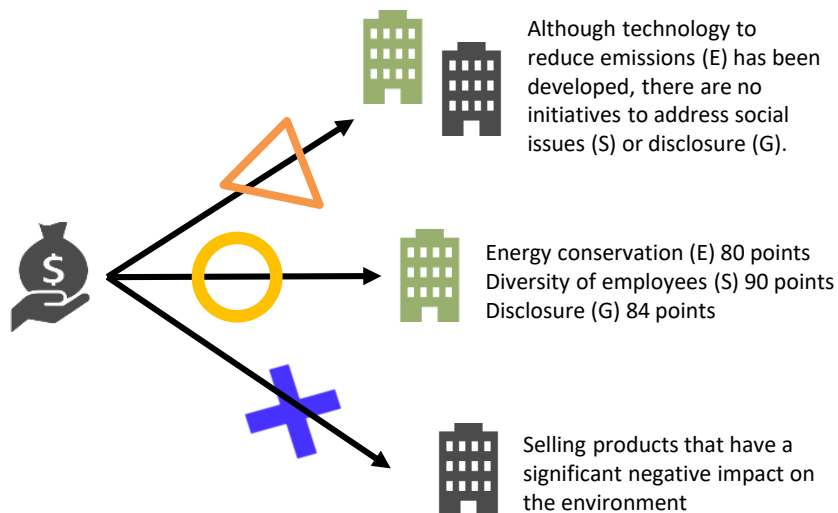 Although technology to
reduce emissions (E) has been
developed, there are no
initiatives to address social
issues (S) or disclosure (G).
$
Energy conservation (E) 80 points
Diversity of employees (S) 90 points
Disclosure (G) 84 points
Selling products that have a
significant negative impact on
the environment